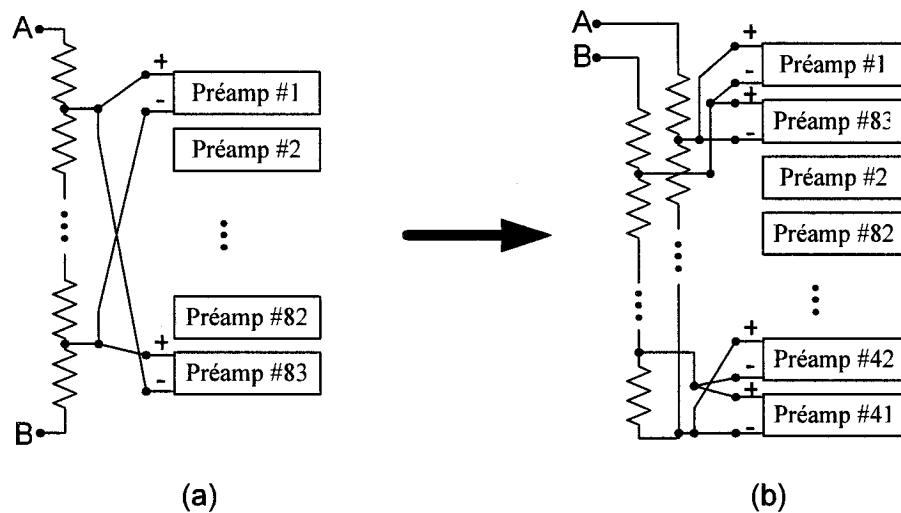 A
+
Préamp #1
-
Préamp #2
Préamp #82
+
Préamp #83
-
B
(a)
A
B
+
Préamp #1
-
+
Préamp #83
-
Préamp #2
Préamp #82
+
Préamp #42
-
+
Préamp #41
-
(b)